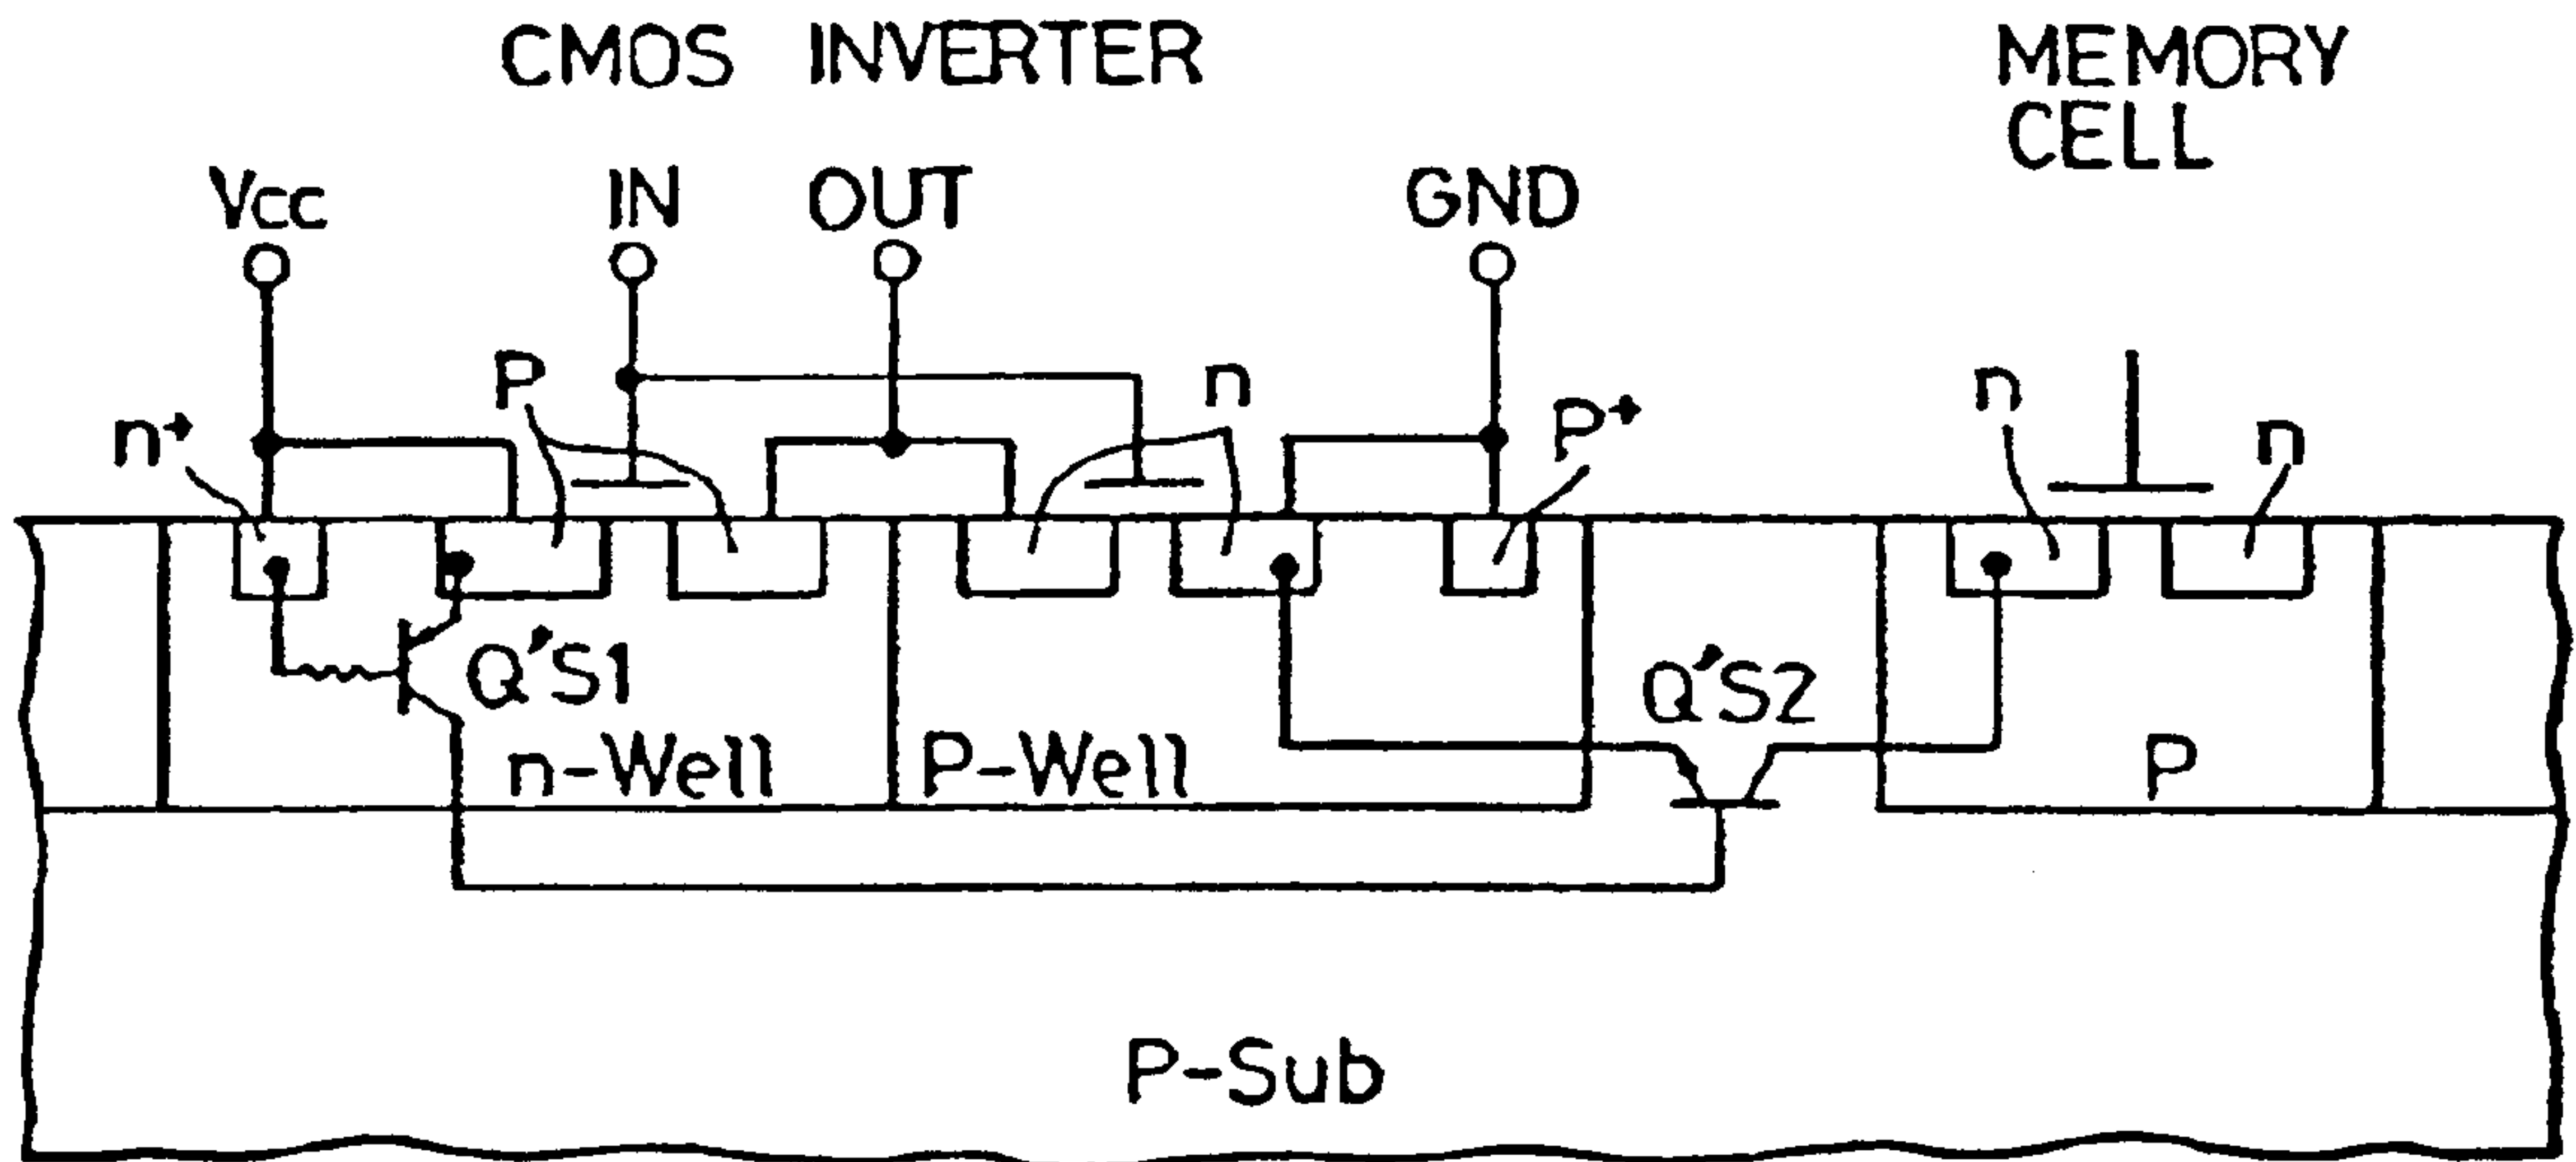 CMOS INVERTER
MEMORY
CELL
Vcc
IN
OUT
GND
P
n
n
n+
P+
n
Q'S1
Q'S2
n-Well
P-Well
P
P-Sub